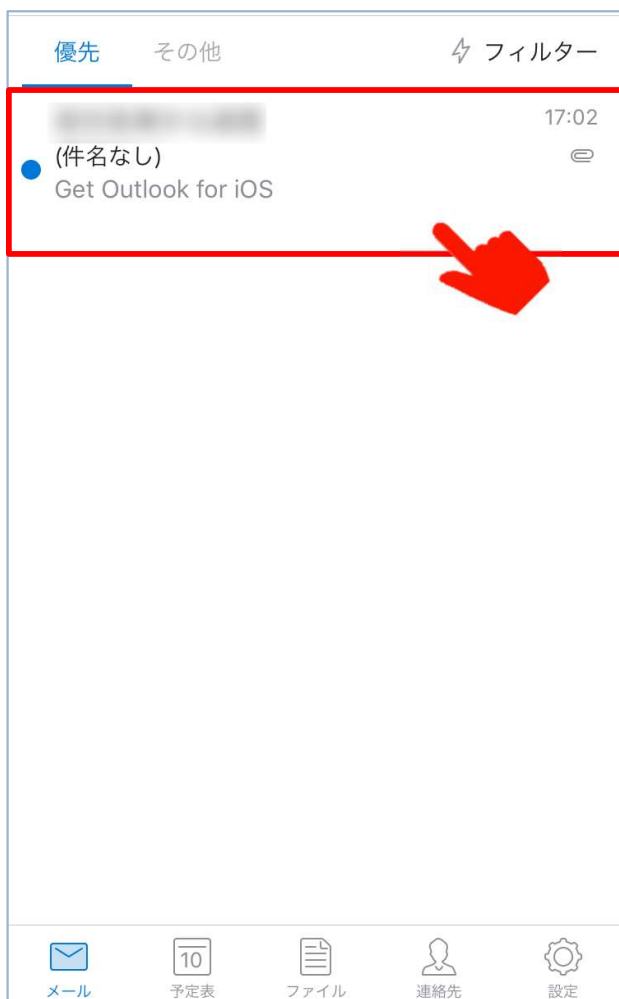 優先 その他 フィルター
17:02
(件名なし)
Get Outlook for iOS
10
メール 予定表 ファイル 連絡先 設定